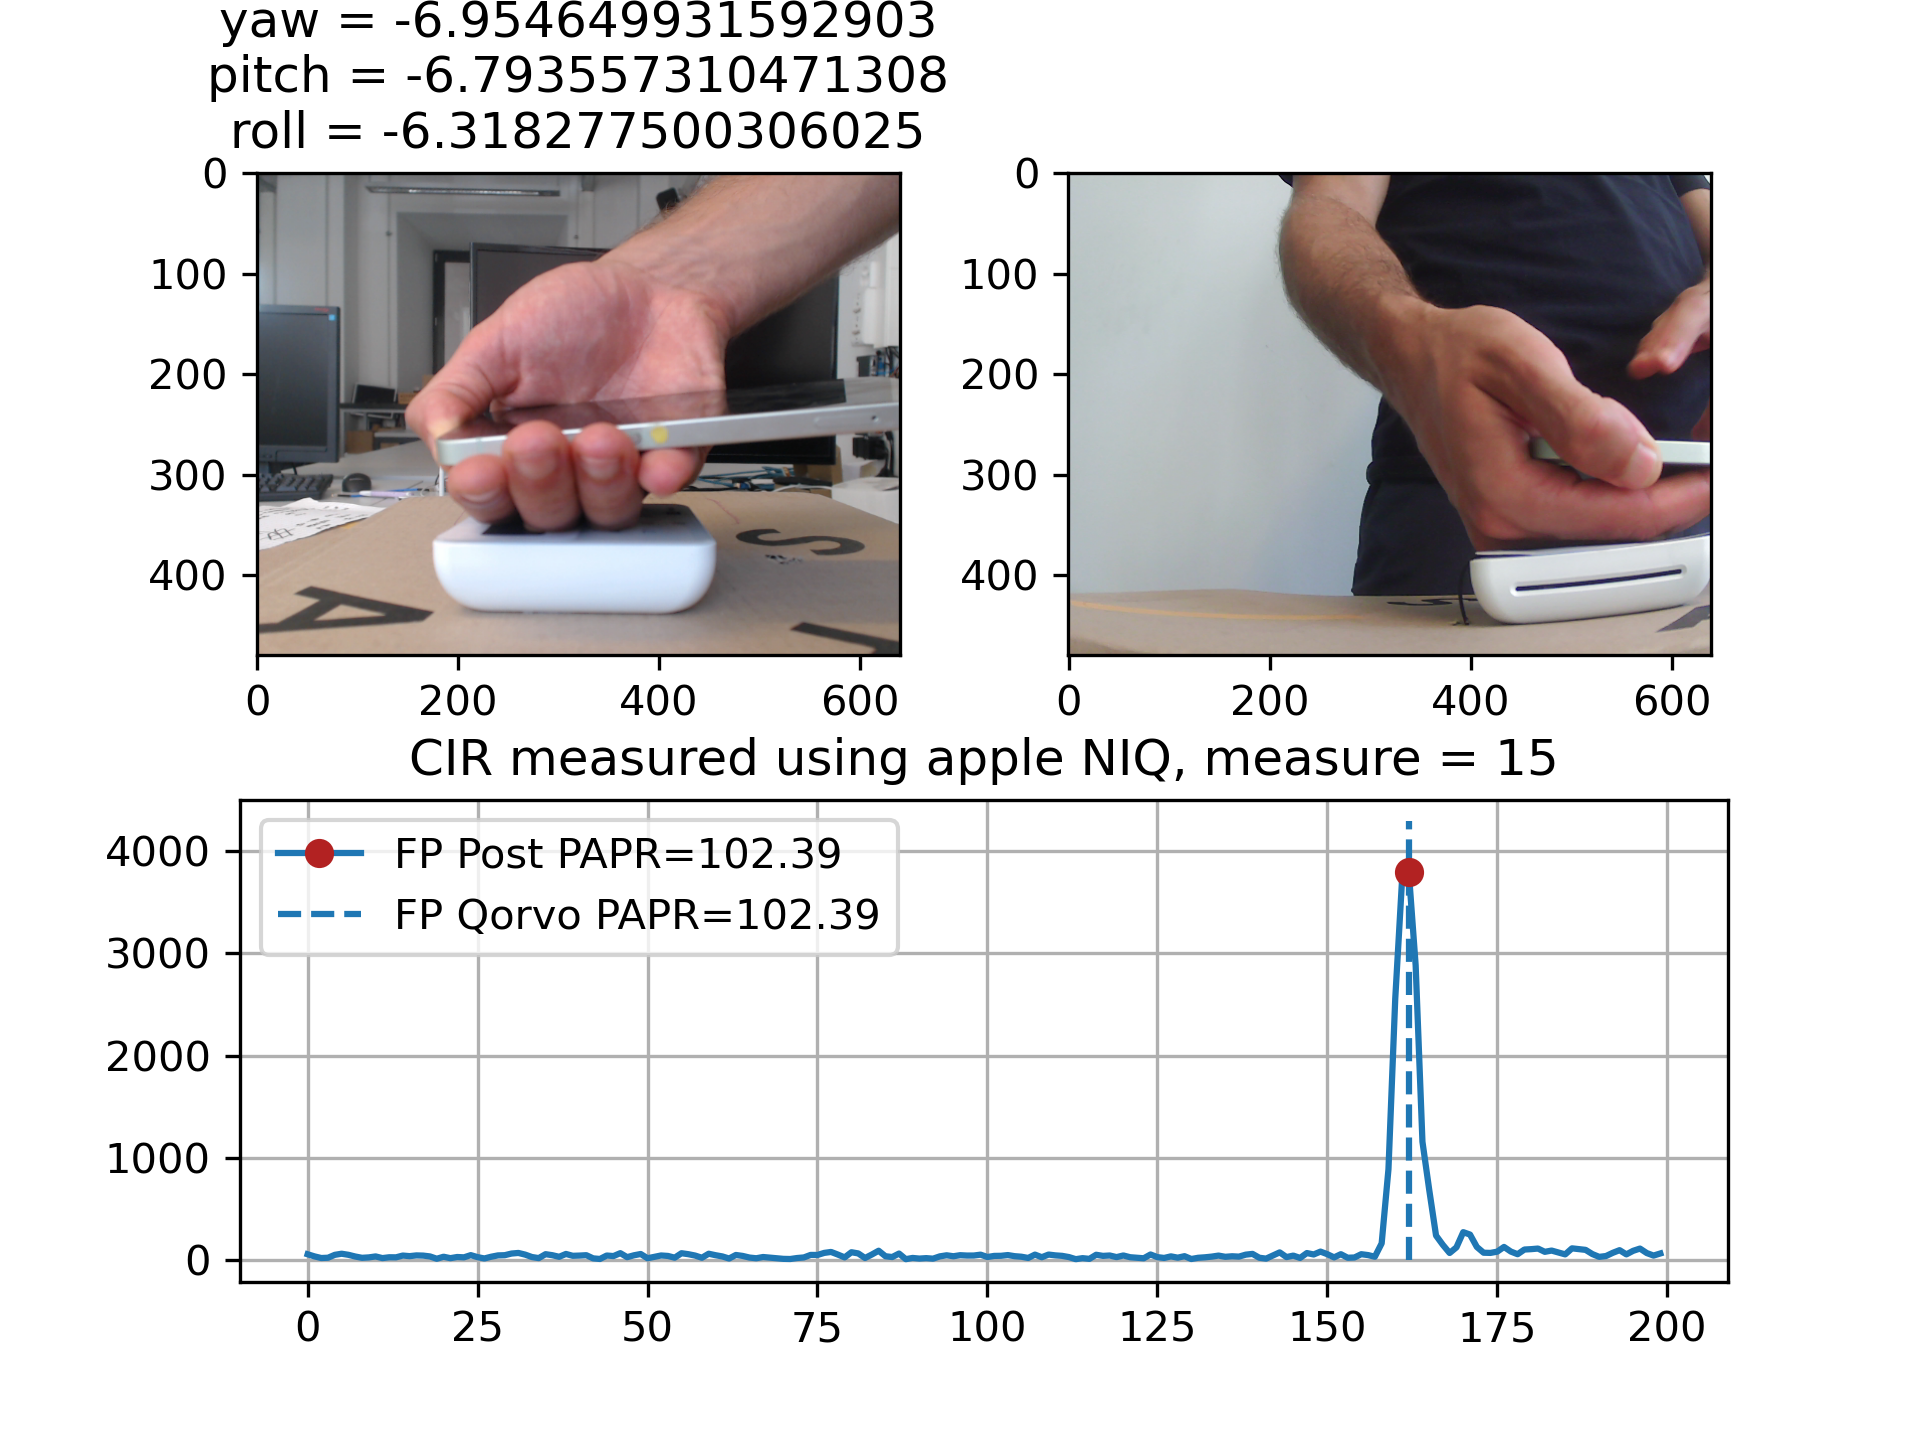 yaw = -6.954649931592903
pitch = -6.793557310471308
roll = -6.318277500306025
0
100
200
300
400
0 200 400 600
0
100
200
300
400
0 200 400 600
S
A
CIR measured using apple NIQ, measure = 15
FP Post PAPR=102.39
FP Qorvo PAPR=102.39
4000
3000
2000
1000
0
0 25 50 75 100 125 150 175 200